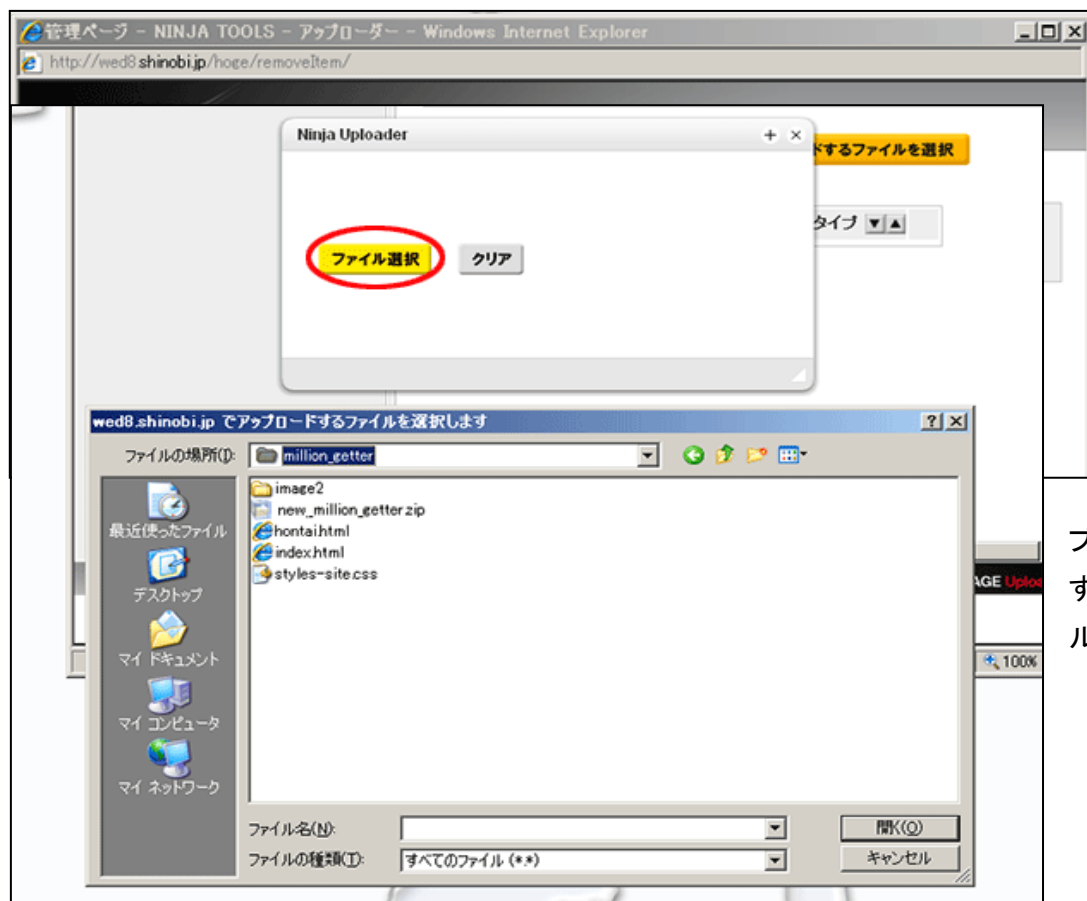 管理ページ - NINJA TOOLS - アップローダー - Windows Internet Explorer
http://wed8.shinobi.jp/hoge/removeItem/
Ninja Uploader
ドするファイルを選択
タイプ ▼ ▲
ファイル選択
クリア
wed8.shinobi.jp でアップロードするファイルを選択します
ファイルの場所(I):
million_getter
image2
new_million_getter.zip
hontai.html
index.html
styles-site.css
最近使ったファイル
デスクトップ
マイ ドキュメント
マイ コンピュータ
マイ ネットワーク
ファイル名(N):
ファイルの種類(T):
すべてのファイル (*.*)
開く(O)
キャンセル
AGE Uploa
100%
フ
す
ル